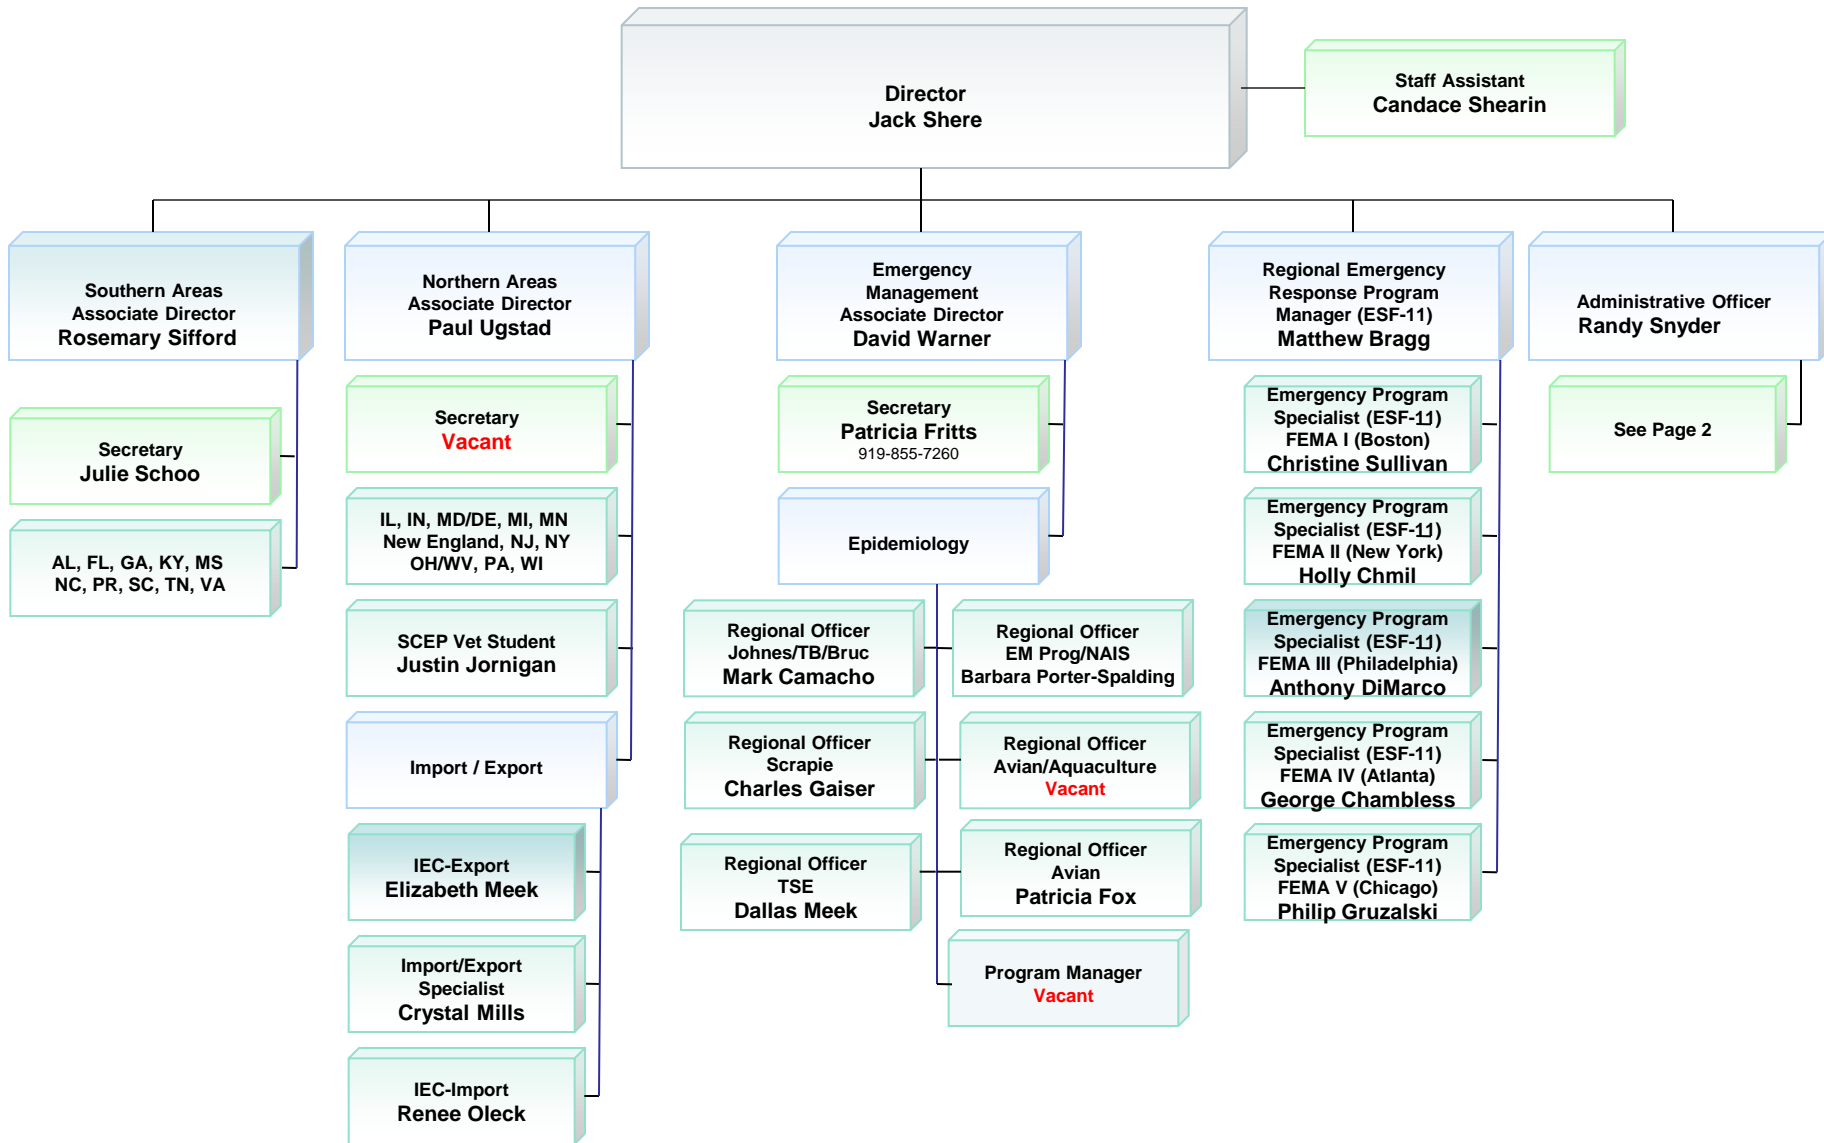 Director
Jack Shere
Staff Assistant
Candace Shearin
Southern Areas
Associate Director
Rosemary Sifford
Secretary
Julie Schoo
AL, FL, GA, KY, MS
NC, PR, SC, TN, VA
Northern Areas
Associate Director
Paul Ugstad
Secretary
Vacant
IL, IN, MD/DE, MI, MN
New England, NJ, NY
OH/WV, PA, WI
SCEP Vet Student
Justin Jornigan
Import / Export
IEC-Export
Elizabeth Meek
Import/Export
Specialist
Crystal Mills
IEC-Import
Renee Oleck
Emergency
Management
Associate Director
David Warner
Secretary
Patricia Fritts
919-855-7260
Epidemiology
Regional Officer
Johnes/TB/Bruc
Mark Camacho
Regional Officer
EM Prog/NAIS
Barbara Porter-Spalding
Regional Officer
Scrapie
Charles Gaiser
Regional Officer
Avian/Aquaculture
Vacant
Regional Officer
TSE
Dallas Meek
Regional Officer
Avian
Patricia Fox
Program Manager
Vacant
Regional Emergency
Response Program
Manager (ESF-11)
Matthew Bragg
Emergency Program
Specialist (ESF-11)
FEMA I (Boston)
Christine Sullivan
Emergency Program
Specialist (ESF-11)
FEMA II (New York)
Holly Chmil
Emergency Program
Specialist (ESF-11)
FEMA III (Philadelphia)
Anthony DiMarco
Emergency Program
Specialist (ESF-11)
FEMA IV (Atlanta)
George Chambless
Emergency Program
Specialist (ESF-11)
FEMA V (Chicago)
Philip Gruzalski
Administrative Officer
Randy Snyder
See Page 2